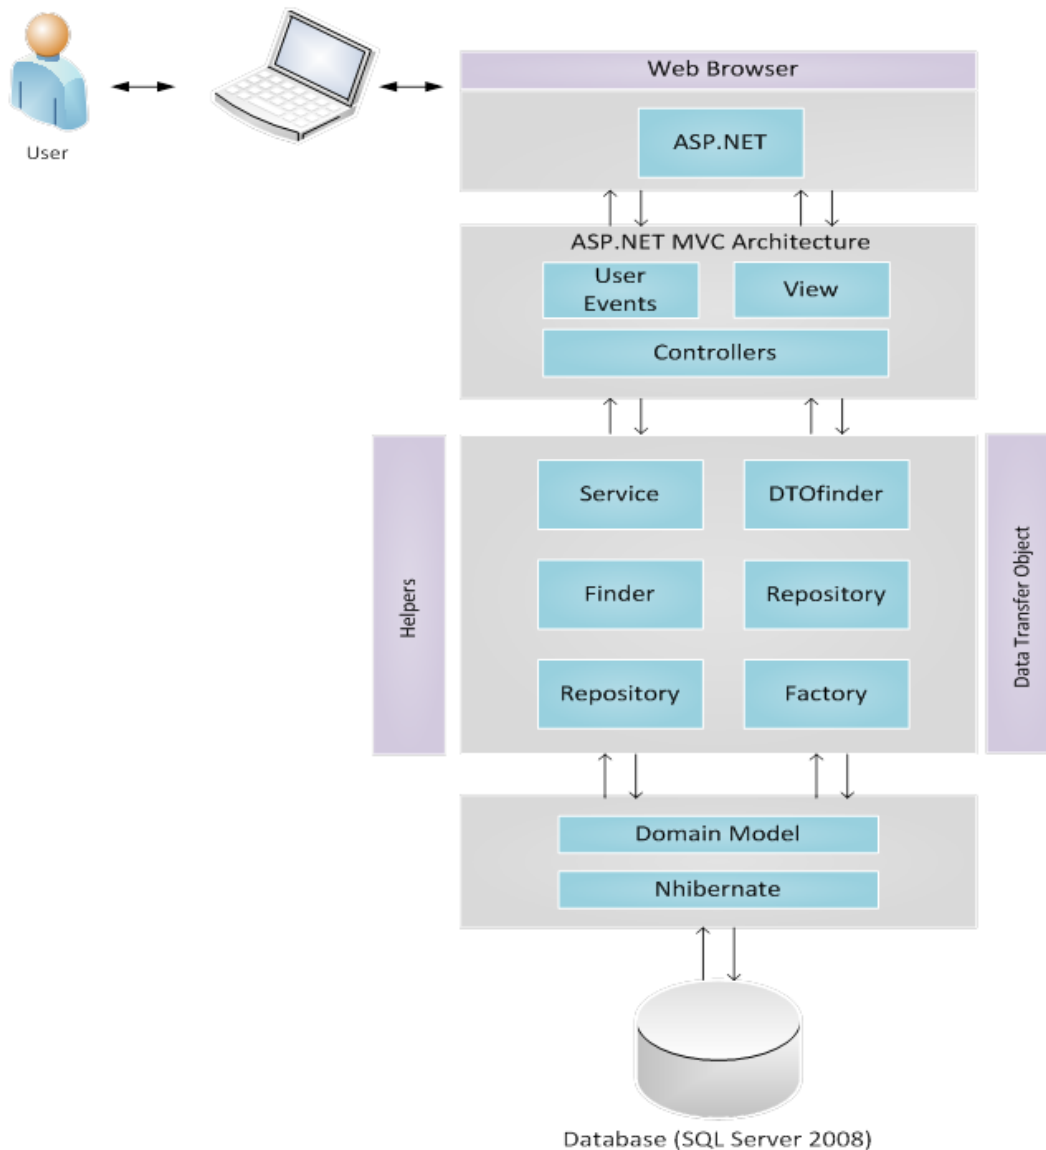 User
Web Browser
ASP.NET
ASP.NET MVC Architecture
User
Events
View
Controllers
Helpers
Service
DTOfinder
Finder
Repository
Repository
Factory
Data Transfer Object
Domain Model
Nhibernate
Database (SQL Server 2008)